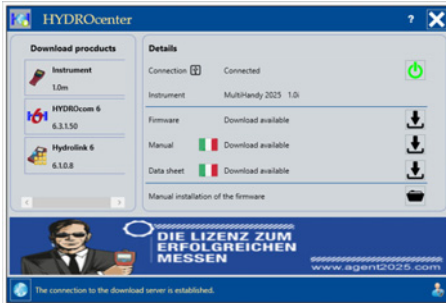 HYDROcenter
?
Download procducts
Instrument
1.0m
HYDROcom 6
6.3.1.50
Hydrolink 6
6.1.0.8
Details
Connection Connected
Instrument MultiHandy 2025 1.0i
Firmware Download available
Manual Download available
Data sheet Download available
Manual installation of the firmware
DIE LIZENZ ZUM
ERFOLGREICHEN
MESSEN
www.agent2025.com
The connection to the download server is established.